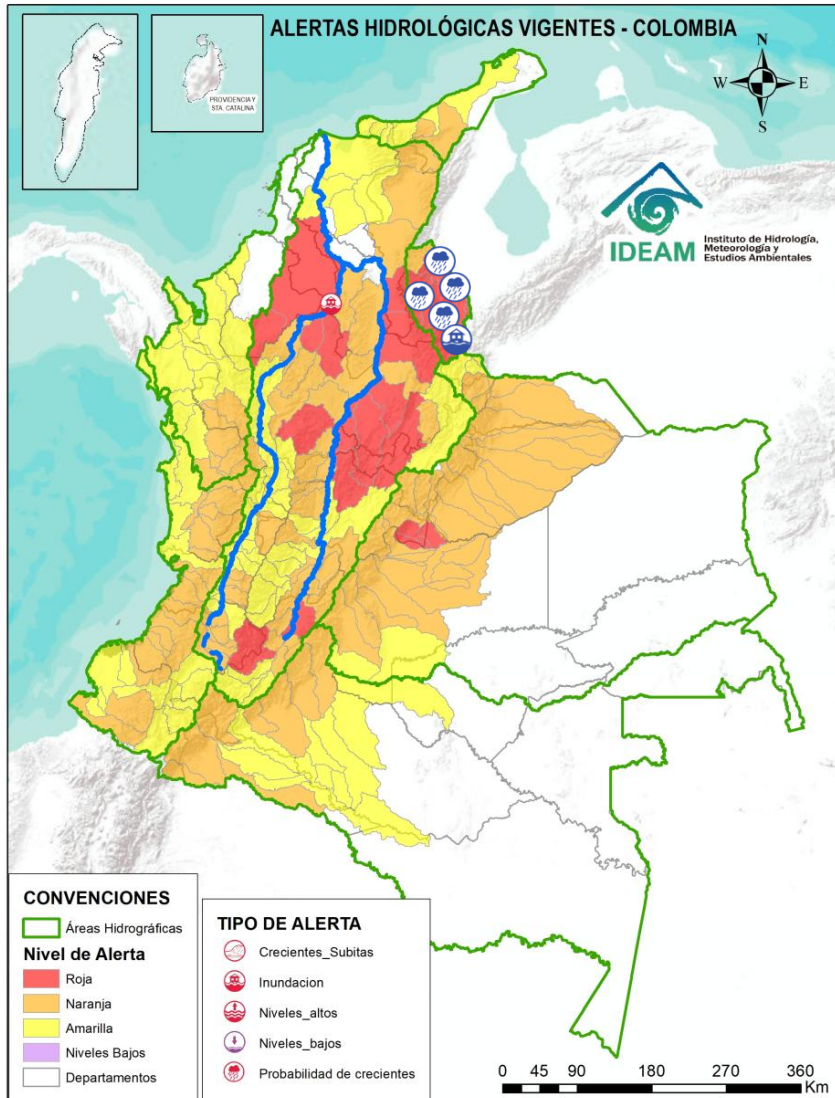 ALERTAS HIDROLÓGICAS VIGENTES - COLOMBIA
PROVIDENCIA Y
STA. CATALINA
N
W
E
S
IDEAM
Instituto de Hidrología,
Meteorología y
Estudios Ambientales
CONVENCIONES
Áreas Hidrográficas
Nivel de Alerta
Roja
Naranja
Amarilla
Niveles Bajos
Departamentos
TIPO DE ALERTA
Crecientes_Subitas
Inundacion
Niveles_altos
Niveles_bajos
Probabilidad de crecientes
0 45 90 180 270 360
Km